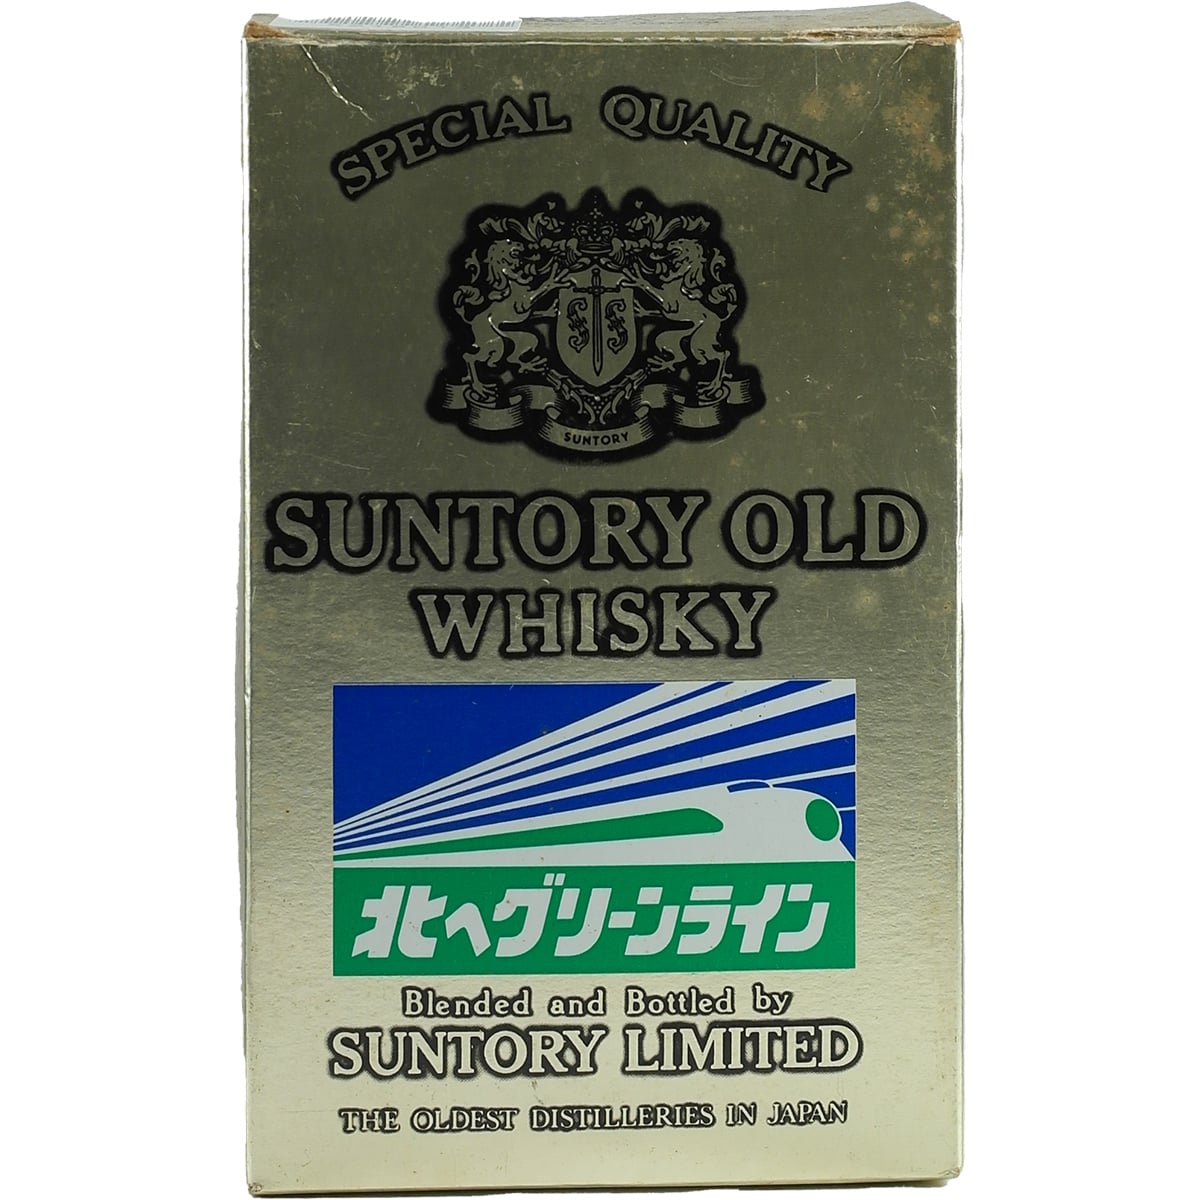 SPECIAL QUALITY
SS
SUNTORY
SUNTORY OLD
WHISKY
北へグリーンライン
Blended and Bottled by
SUNTORY LIMITED
THE OLDEST DISTILLERIES IN JAPAN